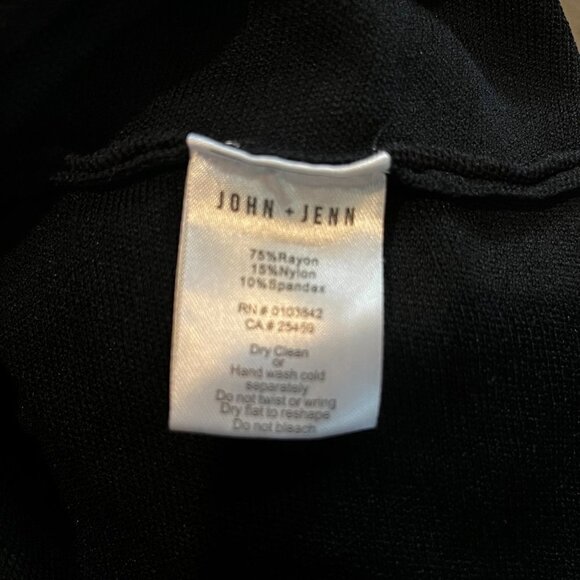 JOHN + JENN
75%Rayon
15%Nylon
10%Spandex
RN # 0103842
CA # 25459
Dry Clean
or
Hand wash cold
separately
Do not twist or wring
Dry flat to reshape
Do not bleach